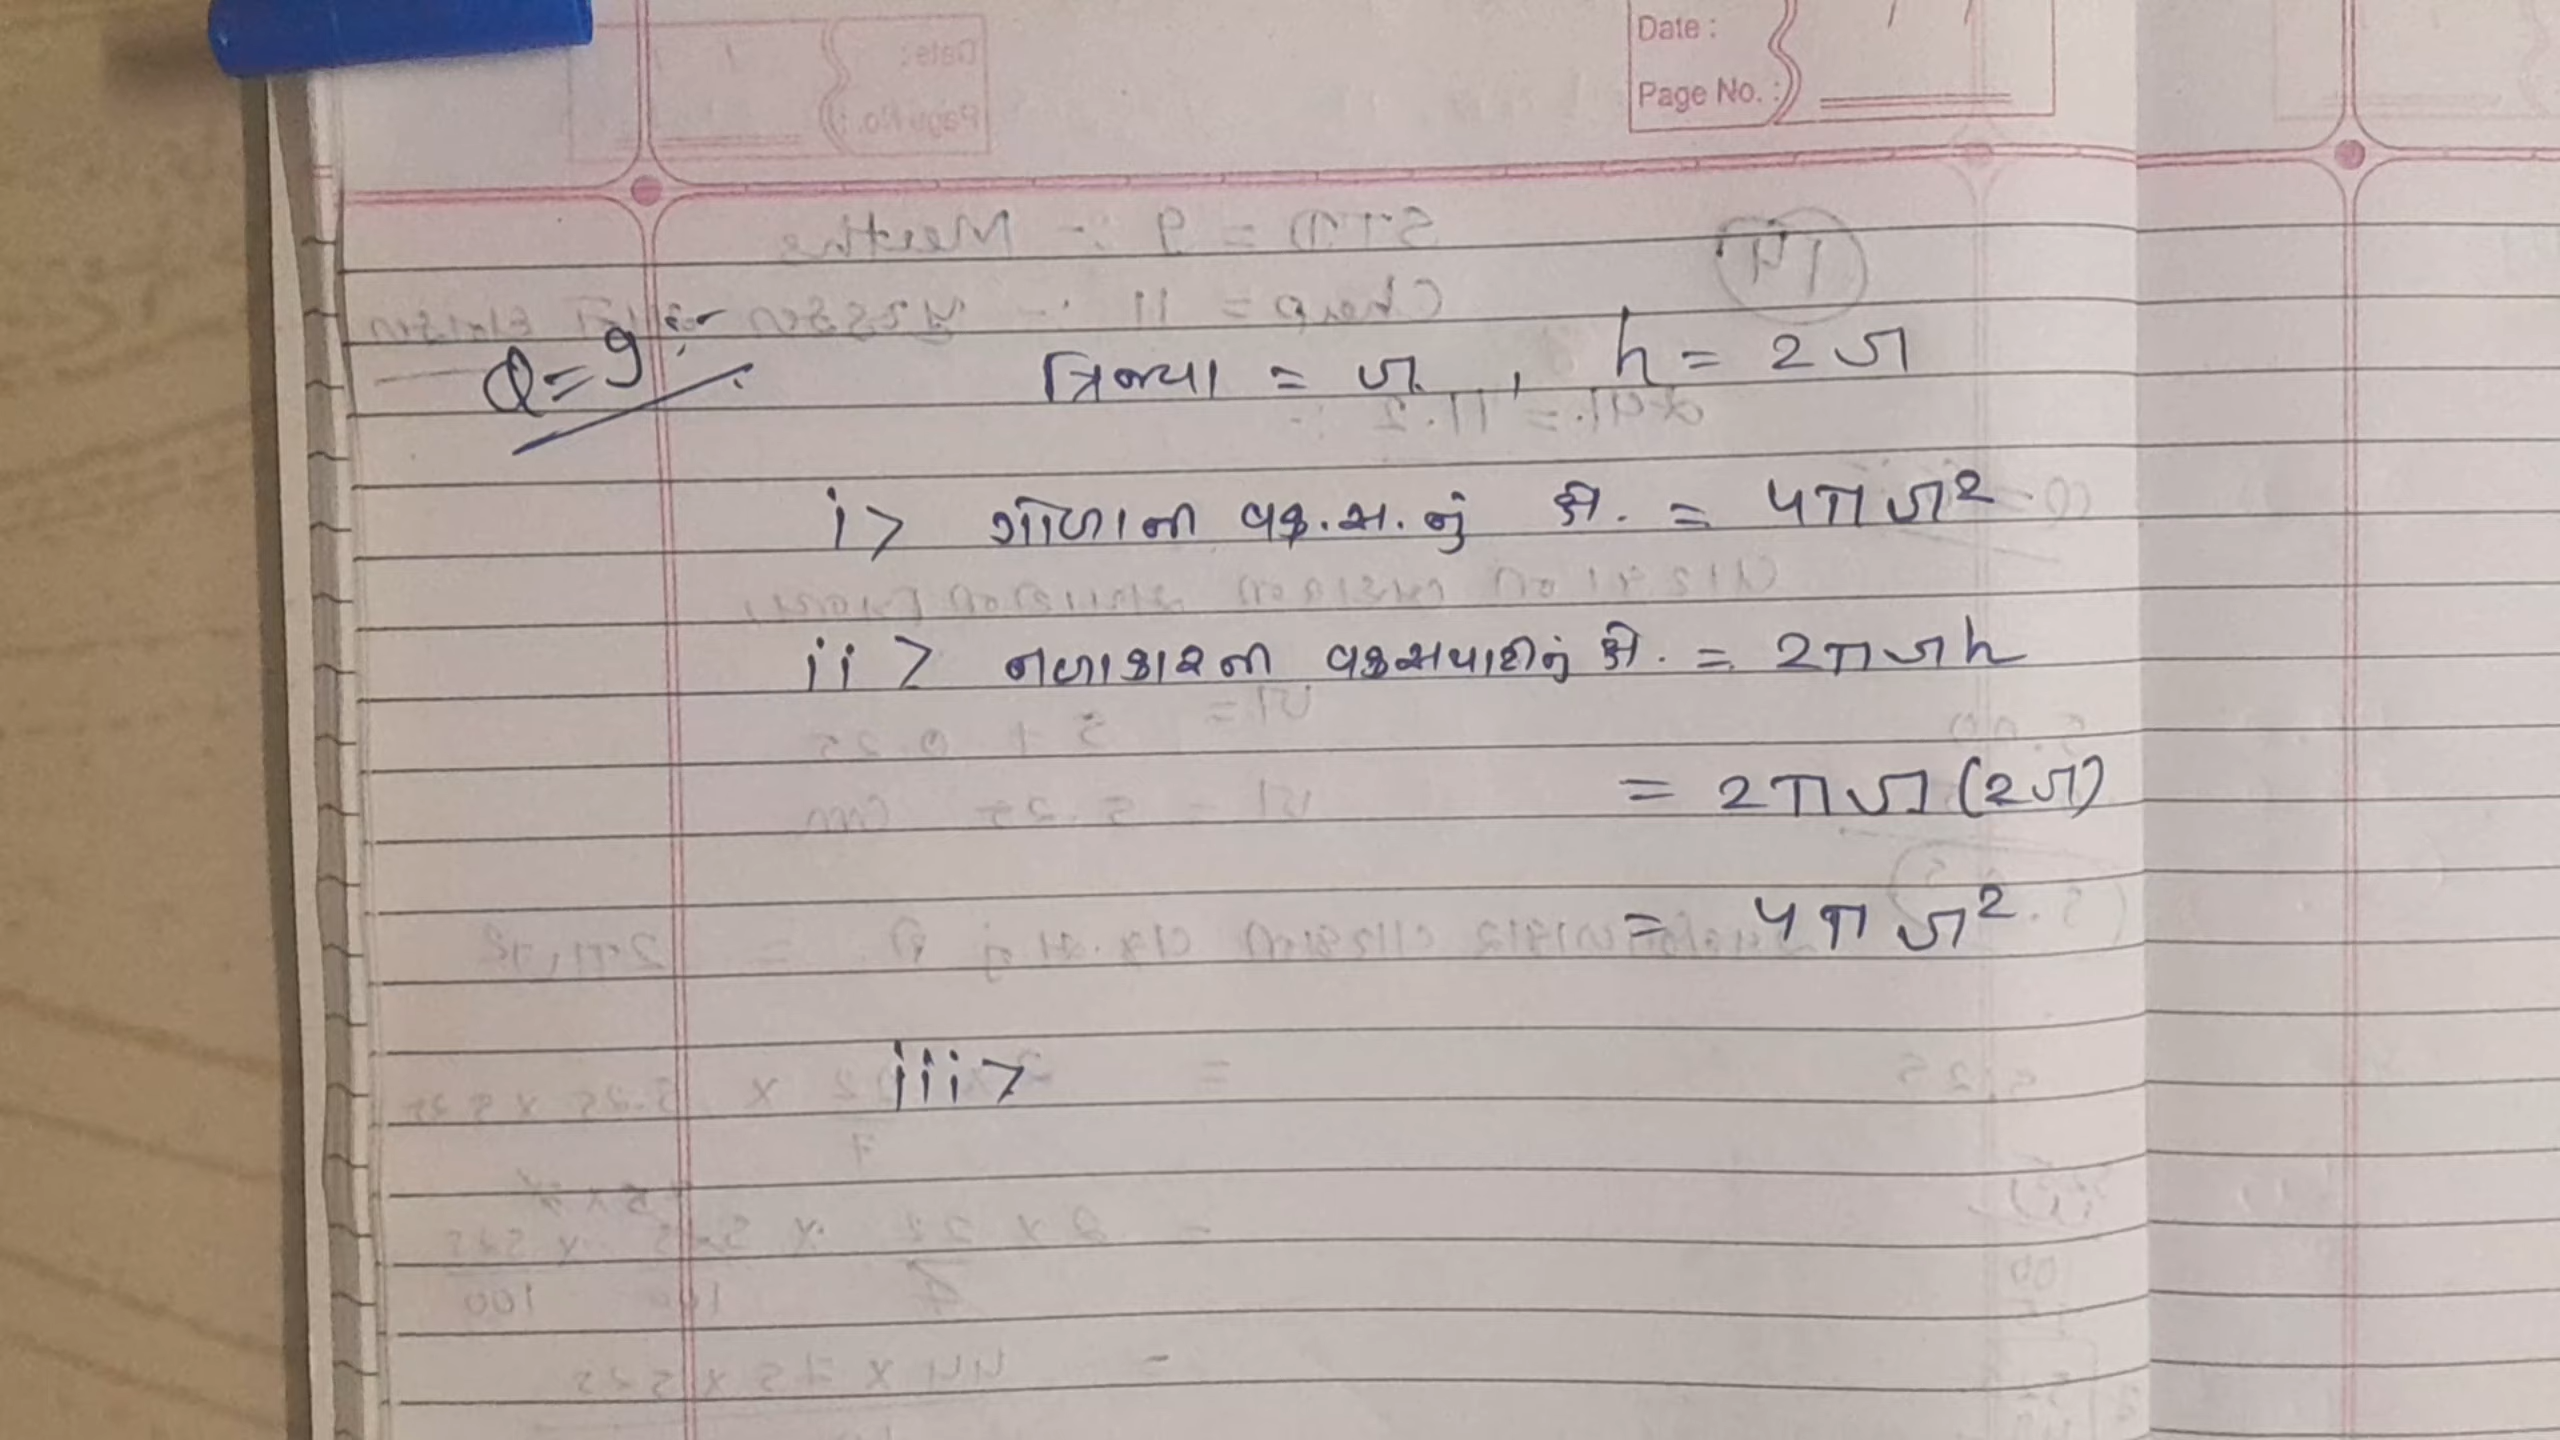 Date :
Page No. :
Q = 9 :-
ત્રિજ્યા = r , h = 2r
i> ગોળાની વક્ર.સ.નું ક્ષે. = 4πr²
ii> નળાકારની વક્રસપાટીનું ક્ષે. = 2πrh
= 2πr (2r)
= 4πr²
iii>